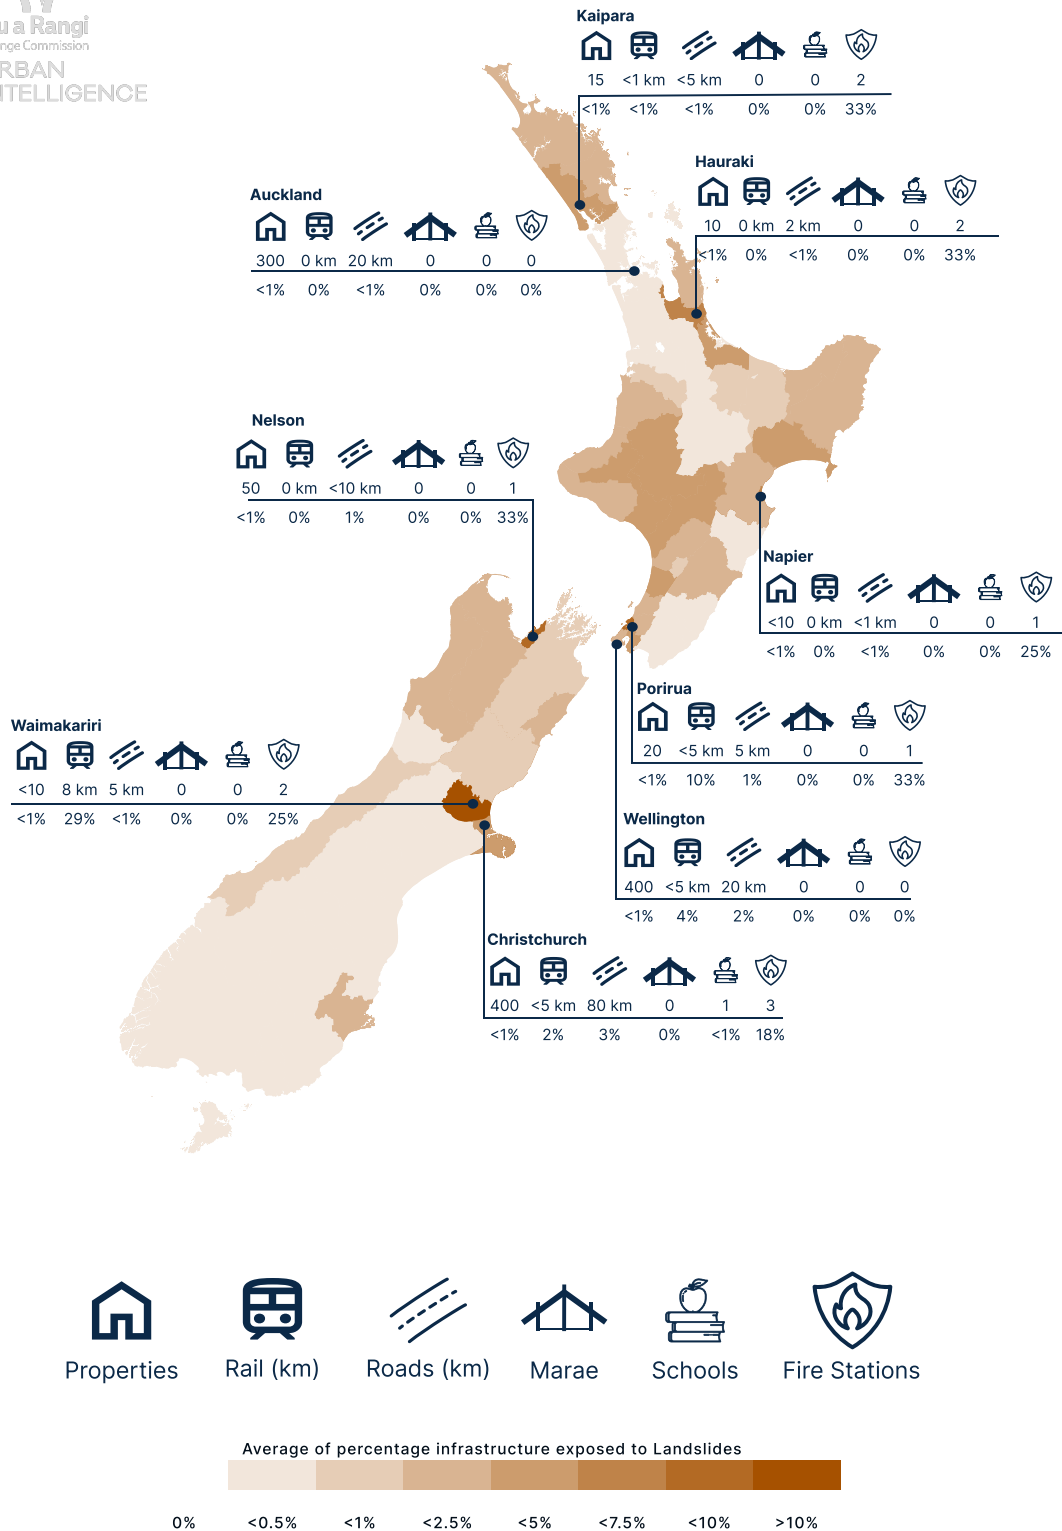 u a Rangi
nge Commission
RBAN
NTELLIGENCE
Kaipara
15 <1 km <5 km 0 0 2
<1% <1% <1% 0% 0% 33%
Hauraki
10 0 km 2 km 0 0 2
<1% 0% <1% 0% 0% 33%
Auckland
300 0 km 20 km 0 0 0
<1% 0% <1% 0% 0% 0%
Nelson
50 0 km <10 km 0 0 1
<1% 0% 1% 0% 0% 33%
Napier
<10 0 km <1 km 0 0 1
<1% 0% <1% 0% 0% 25%
Porirua
20 <5 km 5 km 0 0 1
<1% 10% 1% 0% 0% 33%
Waimakariri
<10 8 km 5 km 0 0 2
<1% 29% <1% 0% 0% 25%
Wellington
400 <5 km 20 km 0 0 0
<1% 4% 2% 0% 0% 0%
Christchurch
400 <5 km 80 km 0 1 3
<1% 2% 3% 0% <1% 18%
Properties Rail (km) Roads (km) Marae Schools Fire Stations
Average of percentage infrastructure exposed to Landslides
0% <0.5% <1% <2.5% <5% <7.5% <10% >10%